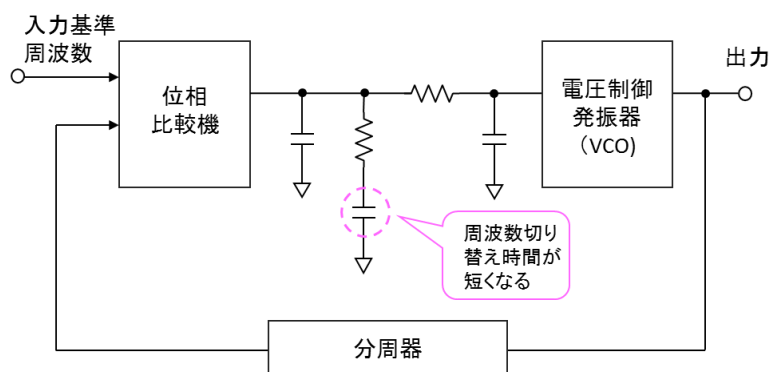 入力基準
周波数
位相
比較機
電圧制御
発振器
（VCO)
出力
周波数切り
替え時間が
短くなる
分周器